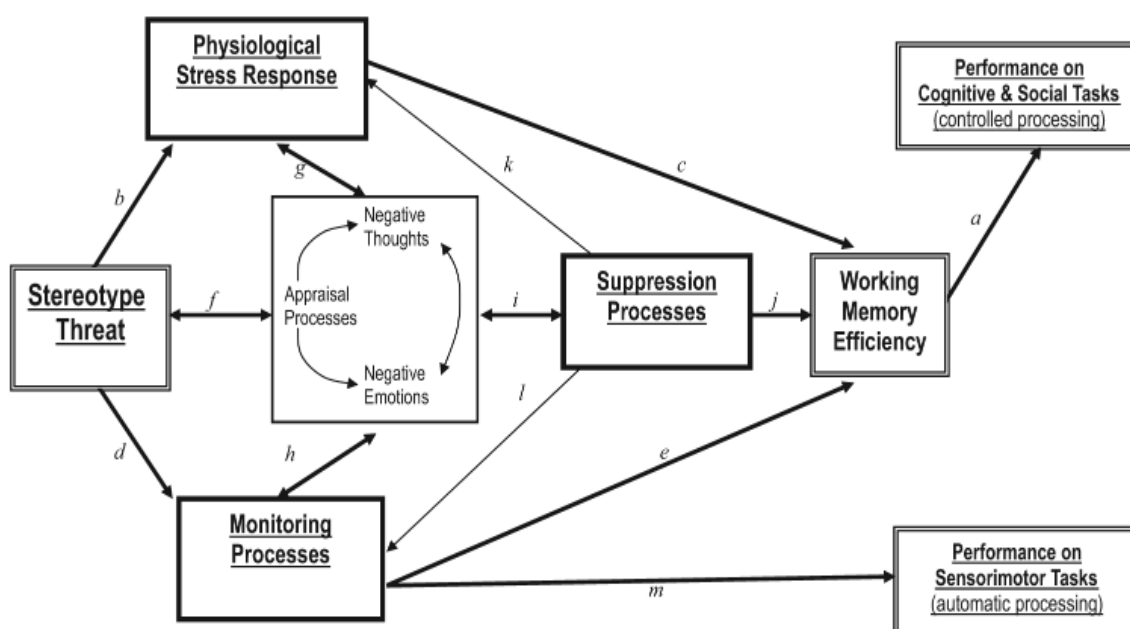 Physiological
Stress Response
Performance on
Cognitive & Social Tasks
(controlled processing)
b
g
k
c
a
Negative
Thoughts
Stereotype
Threat
f
Appraisal
Processes
i
Suppression
Processes
j
Working
Memory
Efficiency
Negative
Emotions
l
d
h
e
Monitoring
Processes
m
Performance on
Sensorimotor Tasks
(automatic processing)